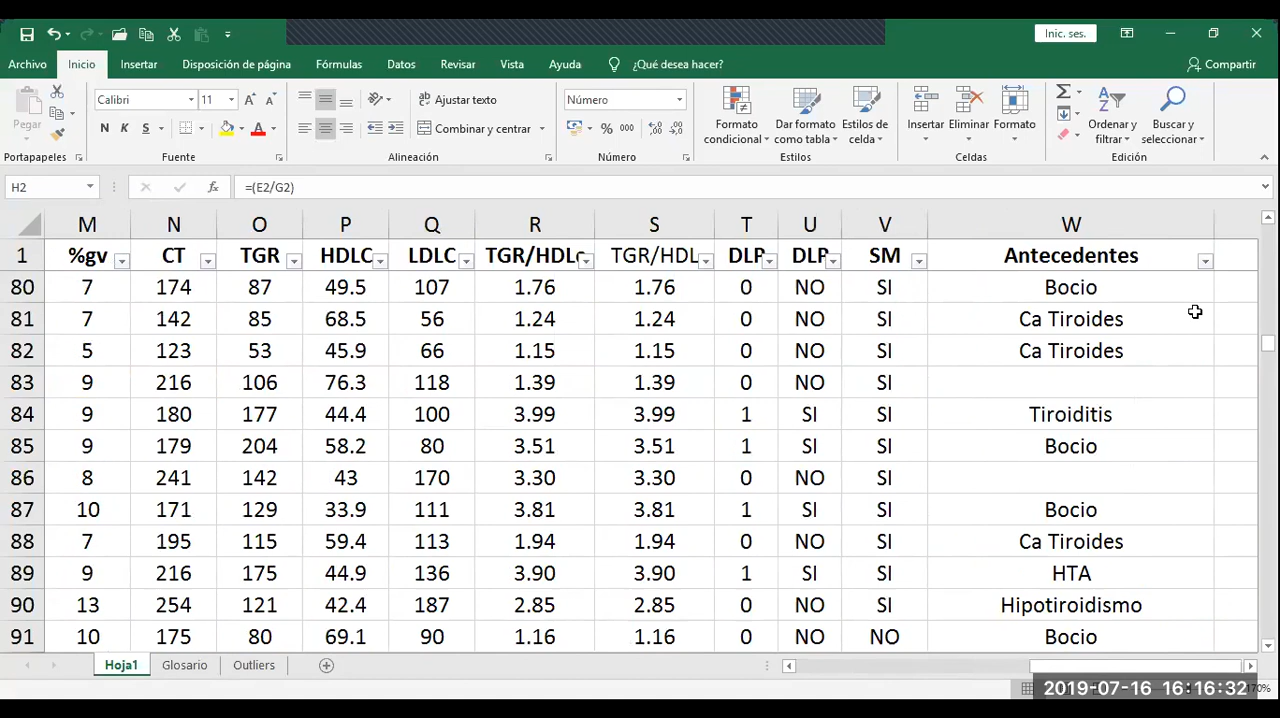 Inic. ses.
Archivo Inicio Insertar Disposición de página Fórmulas Datos Revisar Vista Ayuda ¿Qué desea hacer? Compartir
Pegar Calibri 11 Ajustar texto Número Formato condicional Dar formato como tabla Estilos de celda Insertar Eliminar Formato Ordenar y filtrar Buscar y seleccionar
N K S Combinar y centrar % 000
Portapapeles Fuente Alineación Número Estilos Celdas Edición
H2 fx =(E2/G2)
M N O P Q R S T U V W
1 %gv CT TGR HDLC LDLC TGR/HDLc TGR/HDL DLP DLP SM Antecedentes
80 7 174 87 49.5 107 1.76 1.76 0 NO SI Bocio
81 7 142 85 68.5 56 1.24 1.24 0 NO SI Ca Tiroides
82 5 123 53 45.9 66 1.15 1.15 0 NO SI Ca Tiroides
83 9 216 106 76.3 118 1.39 1.39 0 NO SI
84 9 180 177 44.4 100 3.99 3.99 1 SI SI Tiroiditis
85 9 179 204 58.2 80 3.51 3.51 1 SI SI Bocio
86 8 241 142 43 170 3.30 3.30 0 NO SI
87 10 171 129 33.9 111 3.81 3.81 1 SI SI Bocio
88 7 195 115 59.4 113 1.94 1.94 0 NO SI Ca Tiroides
89 9 216 175 44.9 136 3.90 3.90 1 SI SI HTA
90 13 254 121 42.4 187 2.85 2.85 0 NO SI Hipotiroidismo
91 10 175 80 69.1 90 1.16 1.16 0 NO NO Bocio
Hoja1 Glosario Outliers
2019-07-16 16:16:32